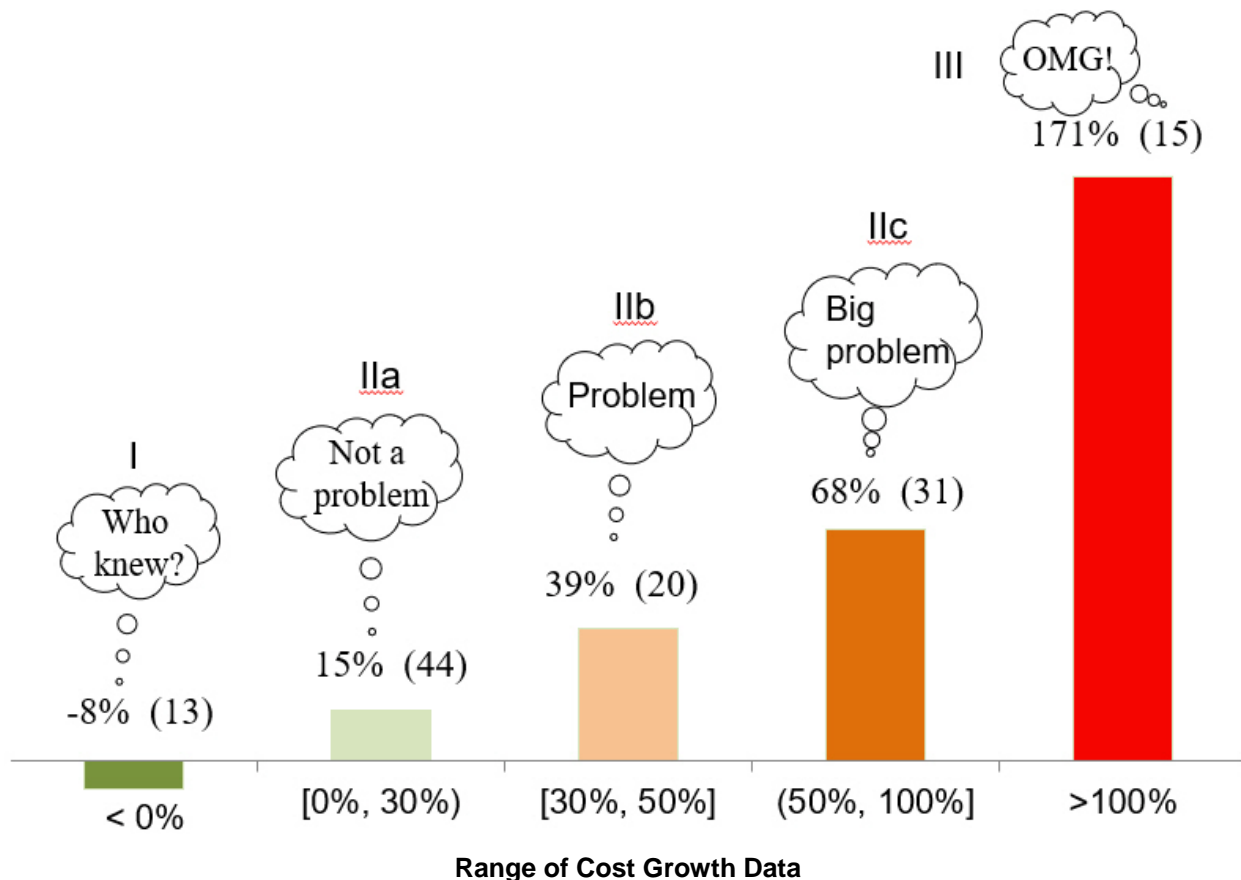 III
OMG!
171% (15)
IIc
Big
problem
68% (31)
IIb
Problem
39% (20)
IIa
Not a
problem
15% (44)
I
Who
knew?
-8% (13)
< 0%
[0%, 30%)
[30%, 50%]
(50%, 100%]
>100%
Range of Cost Growth Data